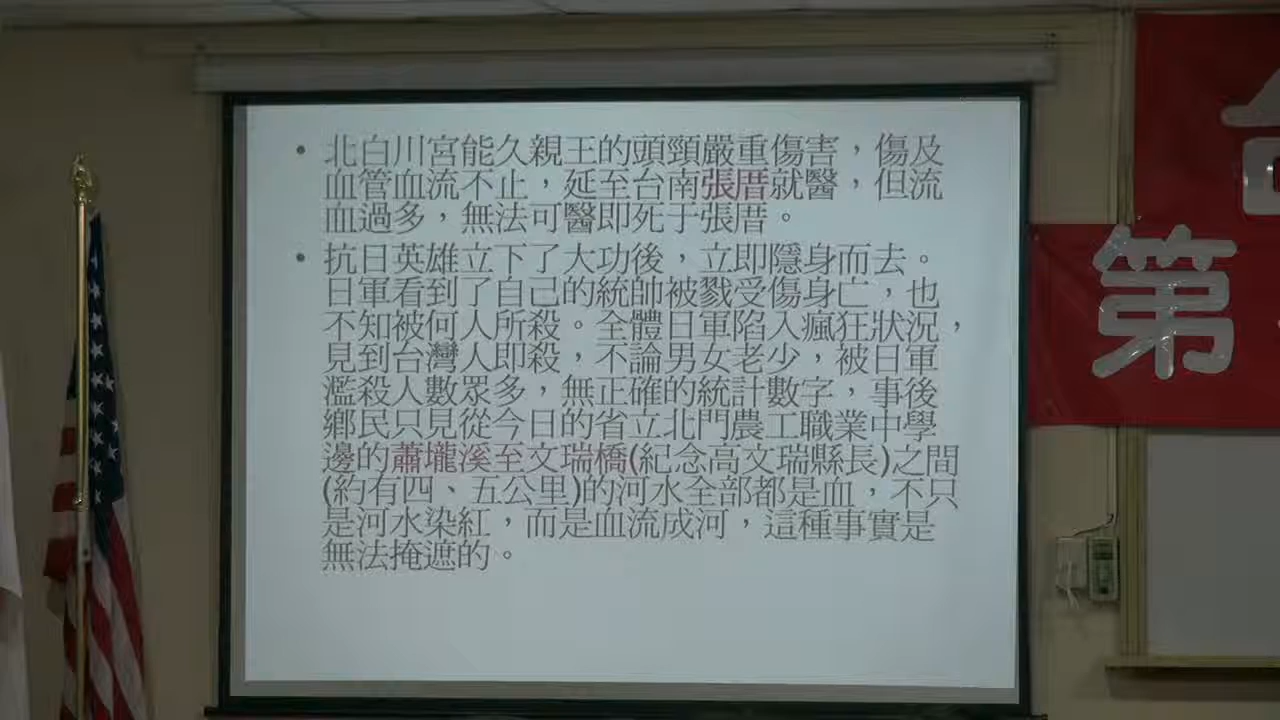 • 北白川宮能久親王的頭頸嚴重傷害，傷及
血管血流不止，延至台南張厝就醫，但流
血過多，無法可醫即死于張厝。
• 抗日英雄立下了大功後，立即隱身而去。
日軍看到了自己的統帥被戮受傷身亡，也
不知被何人所殺。全體日軍陷入瘋狂狀況，
見到台灣人即殺，不論男女老少，被日軍
濫殺人數眾多，無正確的統計數字，事後
鄉民只見從今日的省立北門農工職業中學
邊的蕭壠溪至文瑞橋(紀念高文瑞縣長)之間
(約有四、五公里)的河水全部都是血，不只
是河水染紅，而是血流成河，這種事實是
無法掩遮的。
第